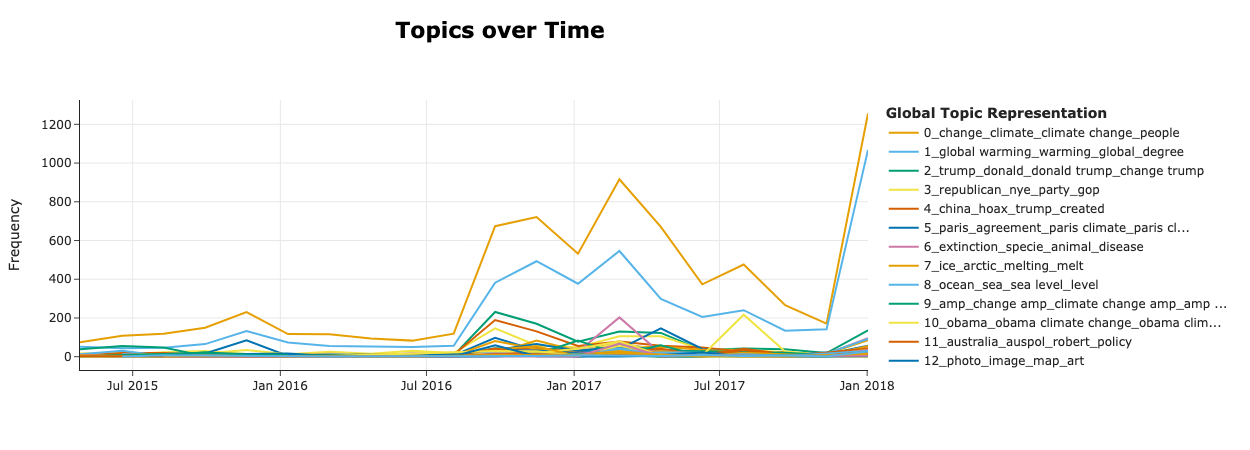 Topics over Time
Global Topic Representation
0_change_climate_climate change_people
1_global warming_warming_global_degree
2_trump_donald_donald trump_change trump
3_republican_nye_party_gop
4_china_hoax_trump_created
5_paris_agreement_paris climate_paris cl...
6_extinction_specie_animal_disease
7_ice_arctic_melting_melt
8_ocean_sea_sea level_level
9_amp_change amp_climate change amp_amp ...
10_obama_obama climate change_obama clim...
11_australia_auspol_robert_policy
12_photo_image_map_art
Frequency
1200
1000
800
600
400
200
0
Jul 2015
Jan 2016
Jul 2016
Jan 2017
Jul 2017
Jan 2018